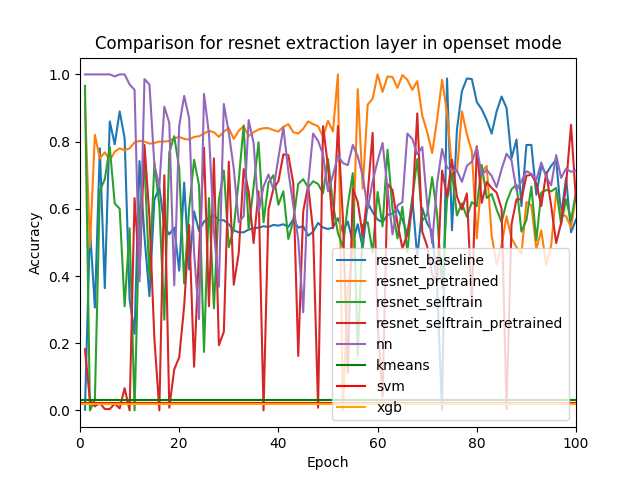 Comparison for resnet extraction layer in openset mode
Accuracy
1.0
0.8
0.6
0.4
0.2
0.0
resnet_baseline
resnet_pretrained
resnet_selftrain
resnet_selftrain_pretrained
nn
kmeans
svm
xgb
0 20 40 60 80 100
Epoch